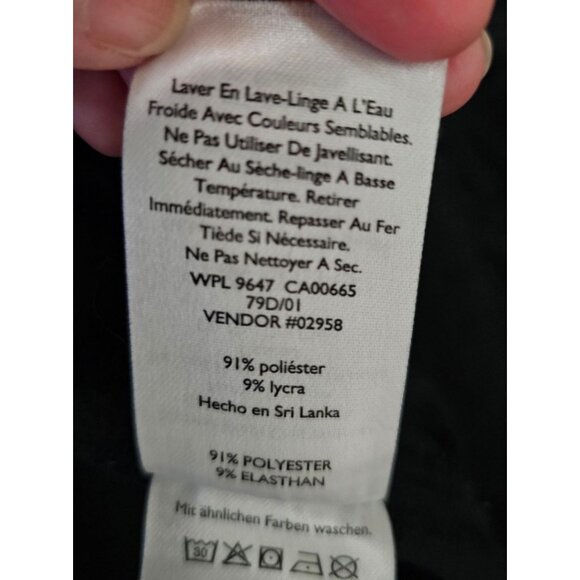 Laver En Lave-Linge A L'Eau
Froide Avec Couleurs Semblables.
Ne Pas Utiliser De Javellisant.
Sécher Au Sèche-linge A Basse
Température. Retirer
Immédiatement. Repasser Au Fer
Tiède Si Nécessaire.
Ne Pas Nettoyer A Sec.
WPL 9647 CA00665
79D/01
VENDOR #02958
91% poliéster
9% lycra
Hecho en Sri Lanka
91% POLYESTER
9% ELASTHAN
Mit ähnlichen Farben waschen.
30